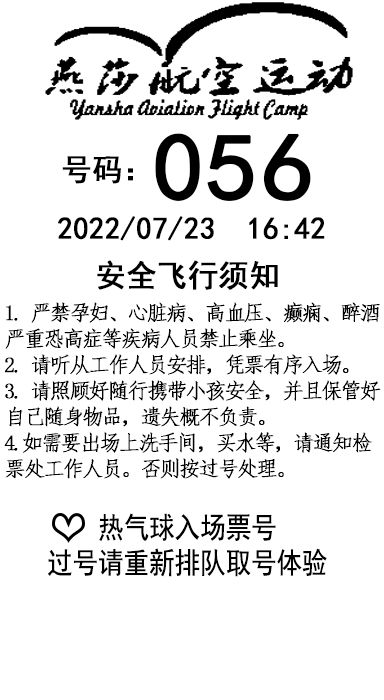 燕莎航空运动
Yansha Aviation Flight Camp
号码：056
2022/07/23 16:42
安全飞行须知
1. 严禁孕妇、心脏病、高血压、癫痫、醉酒
严重恐高症等疾病人员禁止乘坐。
2. 请听从工作人员安排，凭票有序入场。
3. 请照顾好随行携带小孩安全，并且保管好
自己随身物品，遗失概不负责。
4.如需要出场上洗手间，买水等，请通知检
票处工作人员。否则按过号处理。
♡ 热气球入场票号
过号请重新排队取号体验